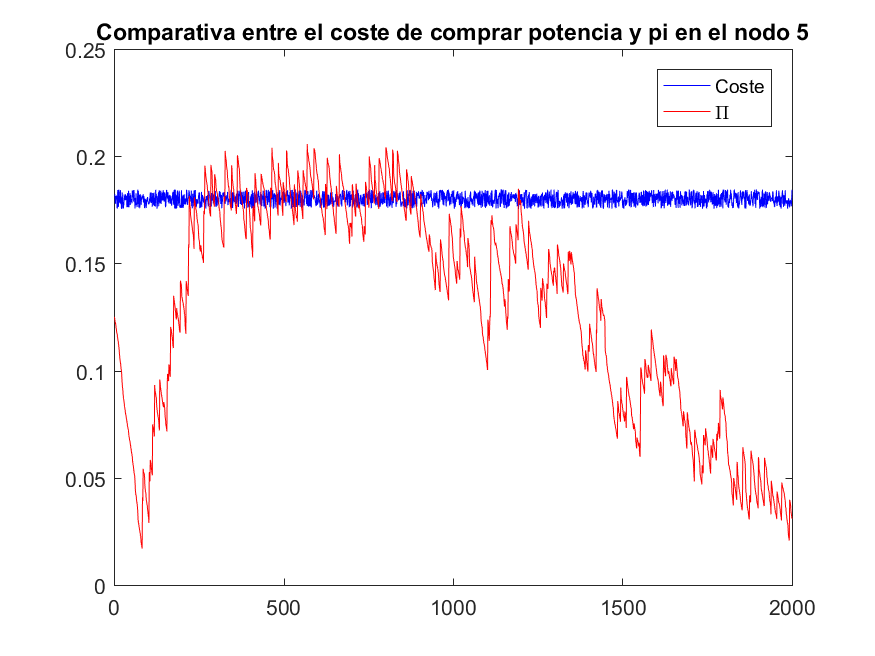 Comparativa entre el coste de comprar potencia y pi en el nodo 5
0.25
Coste
Π
0.2
0.15
0.1
0.05
0
0 500 1000 1500 2000